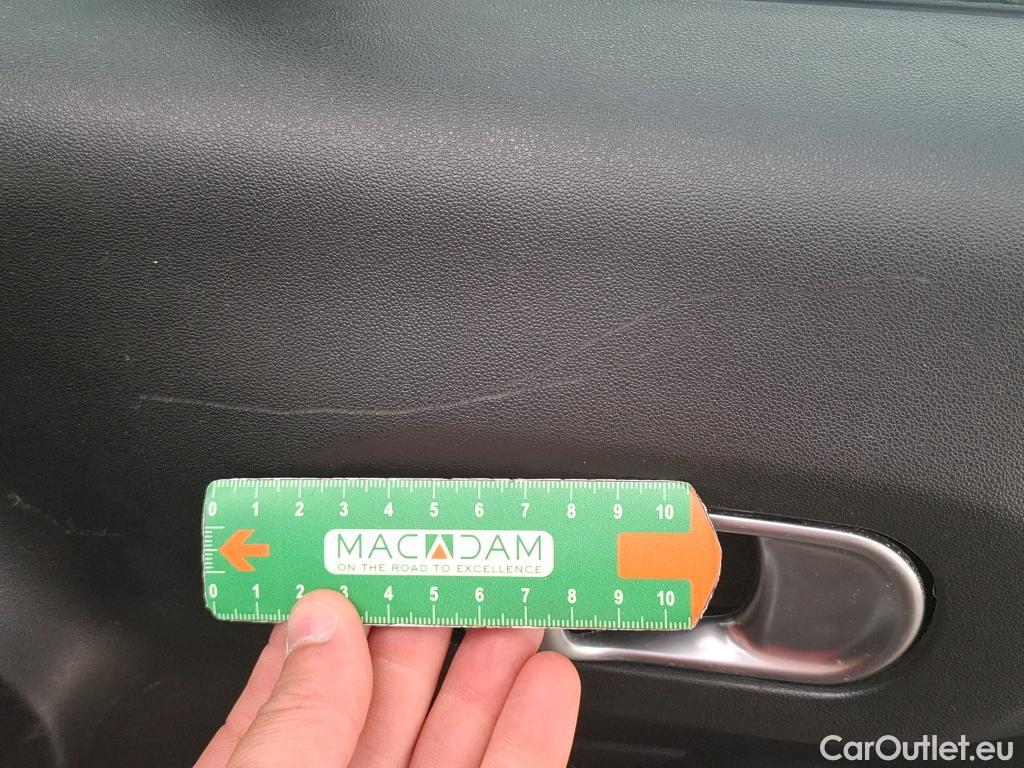 0 1 2 3 4 5 6 7 8 9 10
MACADAM
ON THE ROAD TO EXCELLENCE
0 1 2 3 4 5 6 7 8 9 10
CarOutlet.eu